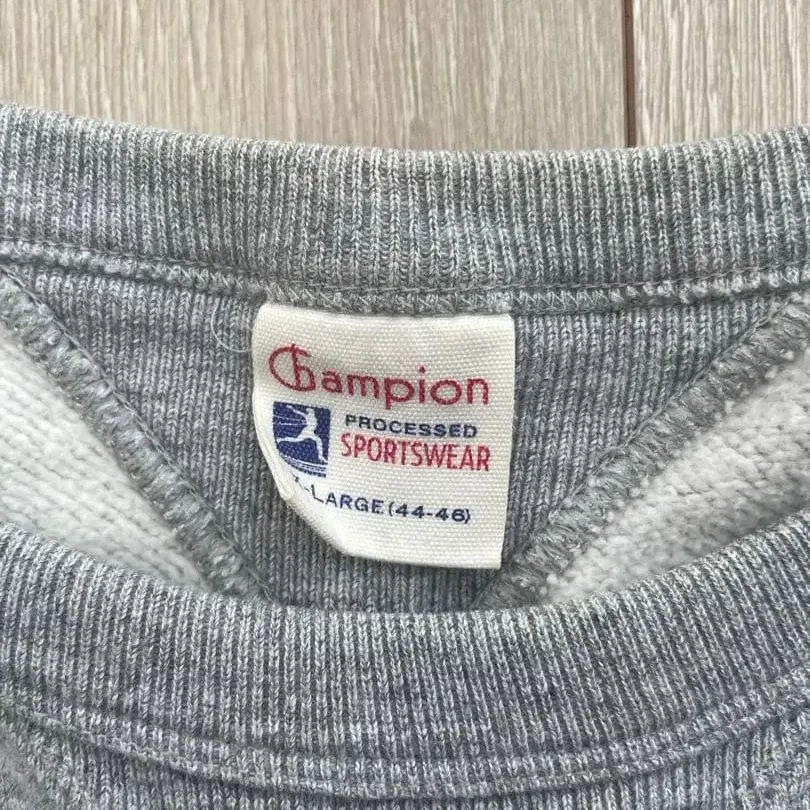 Champion
PROCESSED
SPORTSWEAR
X-LARGE (44-46)